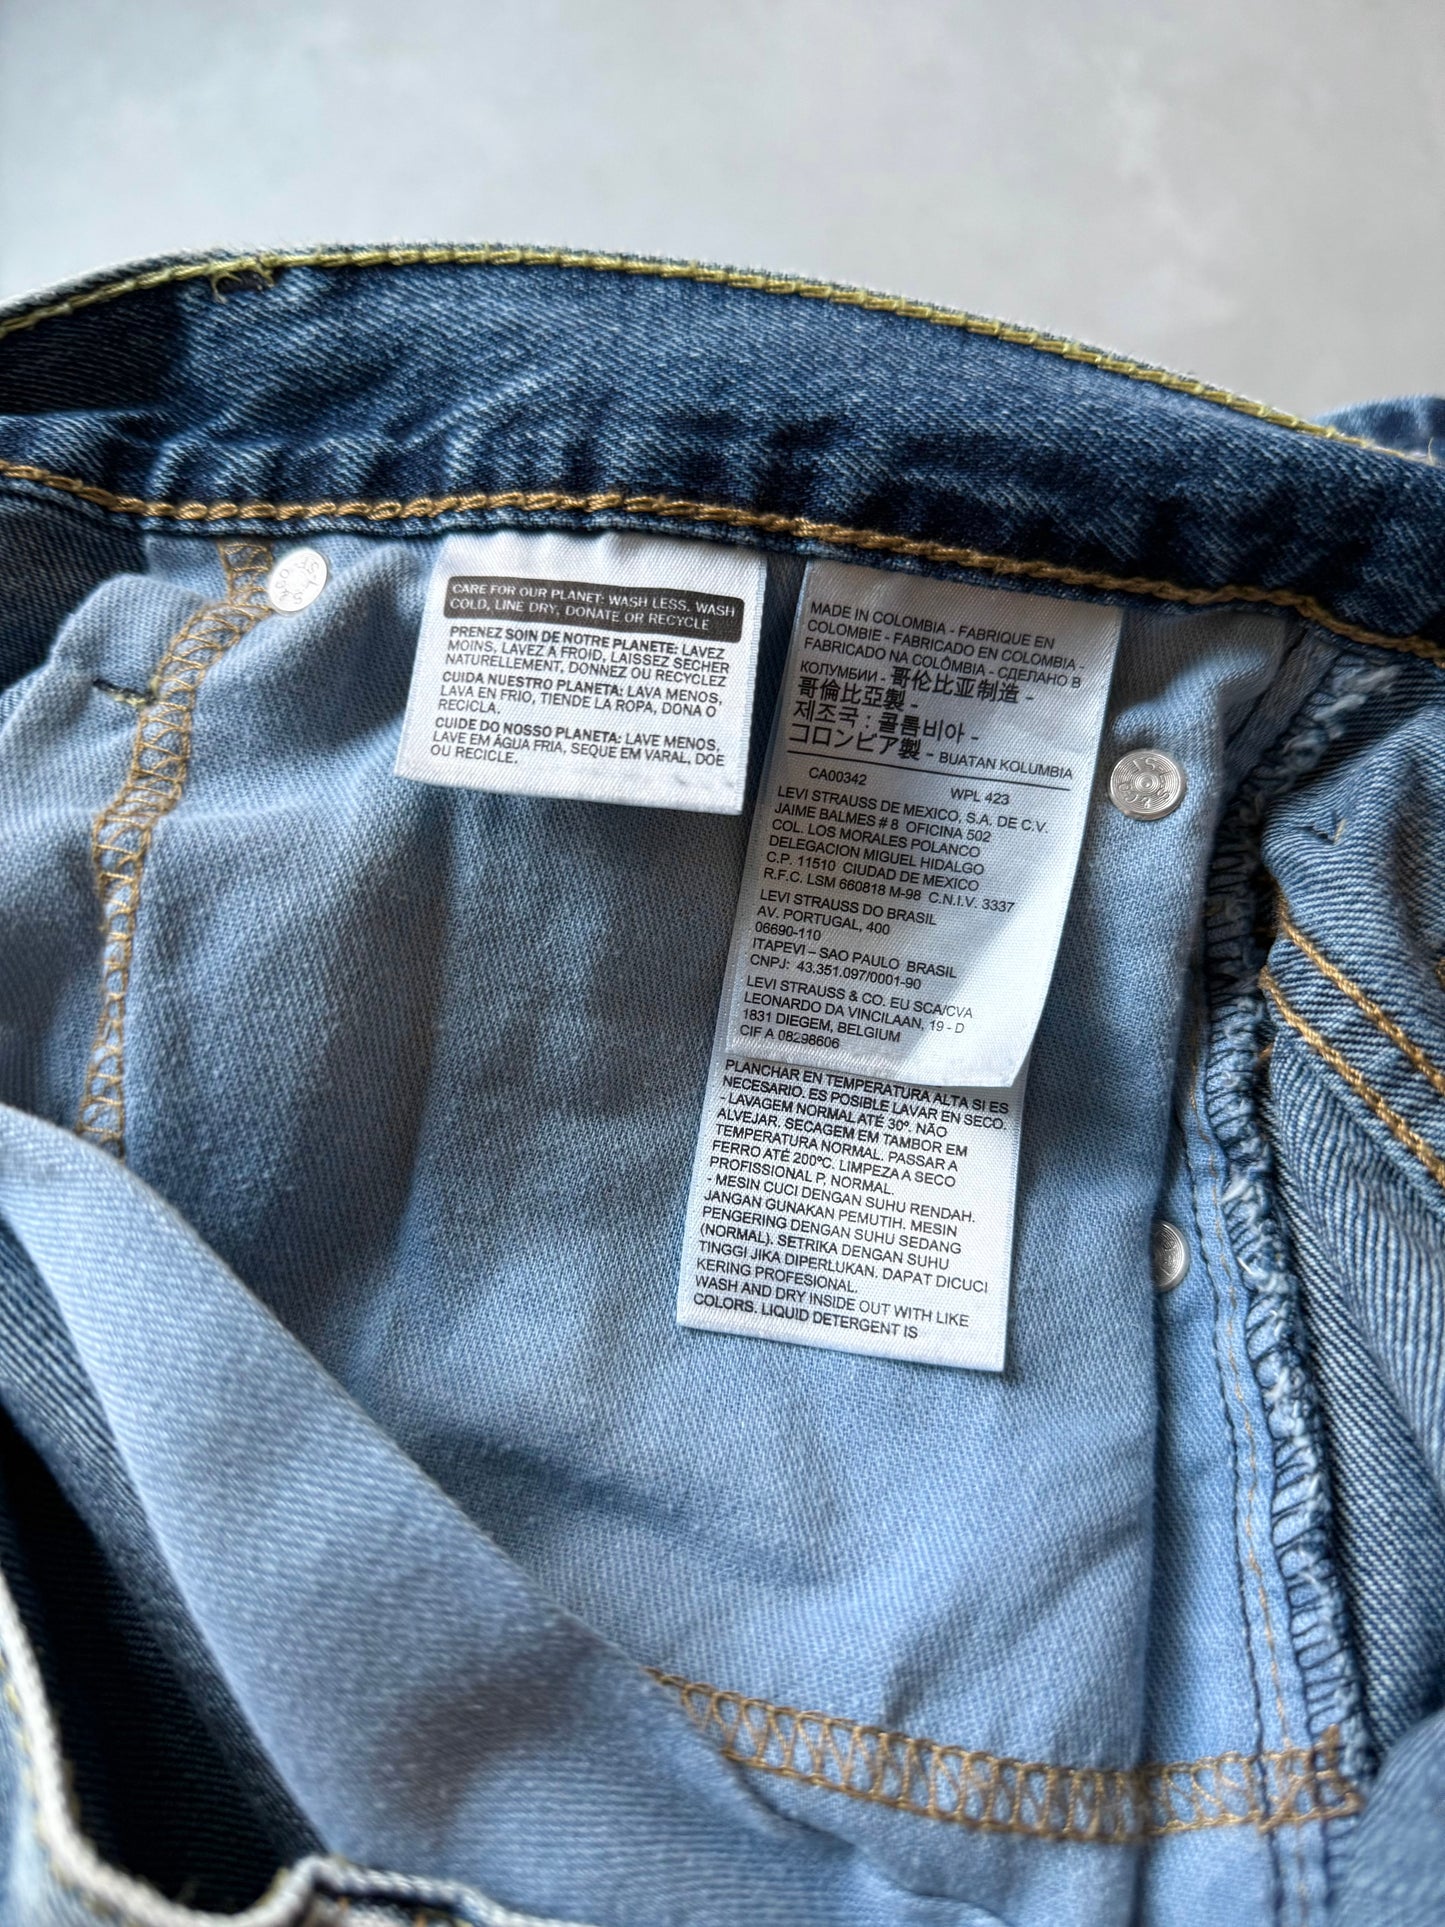 CARE FOR OUR PLANET: WASH LESS, WASH
COLD, LINE DRY, DONATE OR RECYCLE
PRENEZ SOIN DE NOTRE PLANETE: LAVEZ
MOINS, LAVEZ A FROID, LAISSEZ SECHER
NATURELLEMENT, DONNEZ OU RECYCLEZ
CUIDA NUESTRO PLANETA: LAVA MENOS,
LAVA EN FRIO, TIENDE LA ROPA, DONA O
RECICLA.
CUIDE DO NOSSO PLANETA: LAVE MENOS,
LAVE EM ÁGUA FRIA, SEQUE EM VARAL, DOE
OU RECICLE.
MADE IN COLOMBIA - FABRIQUE EN
COLOMBIE - FABRICADO EN COLOMBIA -
FABRICADO NA COLÔMBIA - СДЕЛАНО В
КОЛУМБИИ - 哥伦比亚制造 -
哥倫比亞製 -
제조국 : 콜롬비아 -
コロンビア製 - BUATAN KOLUMBIA
CA00342 WPL 423
LEVI STRAUSS DE MEXICO, S.A. DE C.V.
JAIME BALMES # 8 OFICINA 502
COL. LOS MORALES POLANCO
DELEGACION MIGUEL HIDALGO
C.P. 11510 CIUDAD DE MEXICO
R.F.C. LSM 660818 M-98 C.N.I.V. 3337
LEVI STRAUSS DO BRASIL
AV. PORTUGAL, 400
06690-110
ITAPEVI – SAO PAULO BRASIL
CNPJ: 43.351.097/0001-90
LEVI STRAUSS & CO. EU SCA/CVA
LEONARDO DA VINCILAAN, 19 - D
1831 DIEGEM, BELGIUM
CIF A 08298606
PLANCHAR EN TEMPERATURA ALTA SI ES
NECESARIO. ES POSIBLE LAVAR EN SECO.
- LAVAGEM NORMAL ATÉ 30º. NÃO
ALVEJAR. SECAGEM EM TAMBOR EM
TEMPERATURA NORMAL. PASSAR A
FERRO ATÉ 200ºC. LIMPEZA A SECO
PROFISSIONAL P. NORMAL.
- MESIN CUCI DENGAN SUHU RENDAH.
JANGAN GUNAKAN PEMUTIH. MESIN
PENGERING DENGAN SUHU SEDANG
(NORMAL). SETRIKA DENGAN SUHU
TINGGI JIKA DIPERLUKAN. DAPAT DICUCI
KERING PROFESIONAL.
WASH AND DRY INSIDE OUT WITH LIKE
COLORS. LIQUID DETERGENT IS